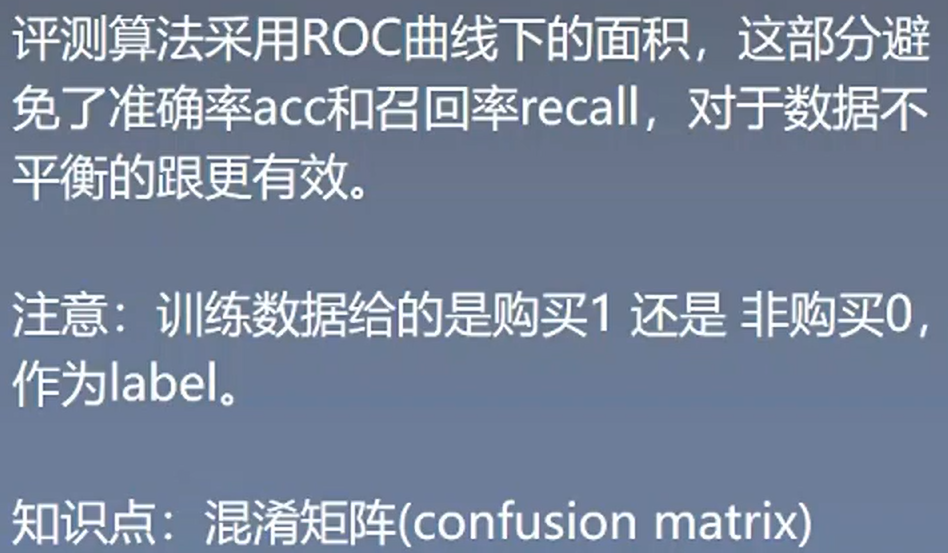 评测算法采用ROC曲线下的面积，这部分避
免了准确率acc和召回率recall，对于数据不
平衡的跟更有效。
注意：训练数据给的是购买1 还是 非购买0，
作为label。
知识点：混淆矩阵(confusion matrix)